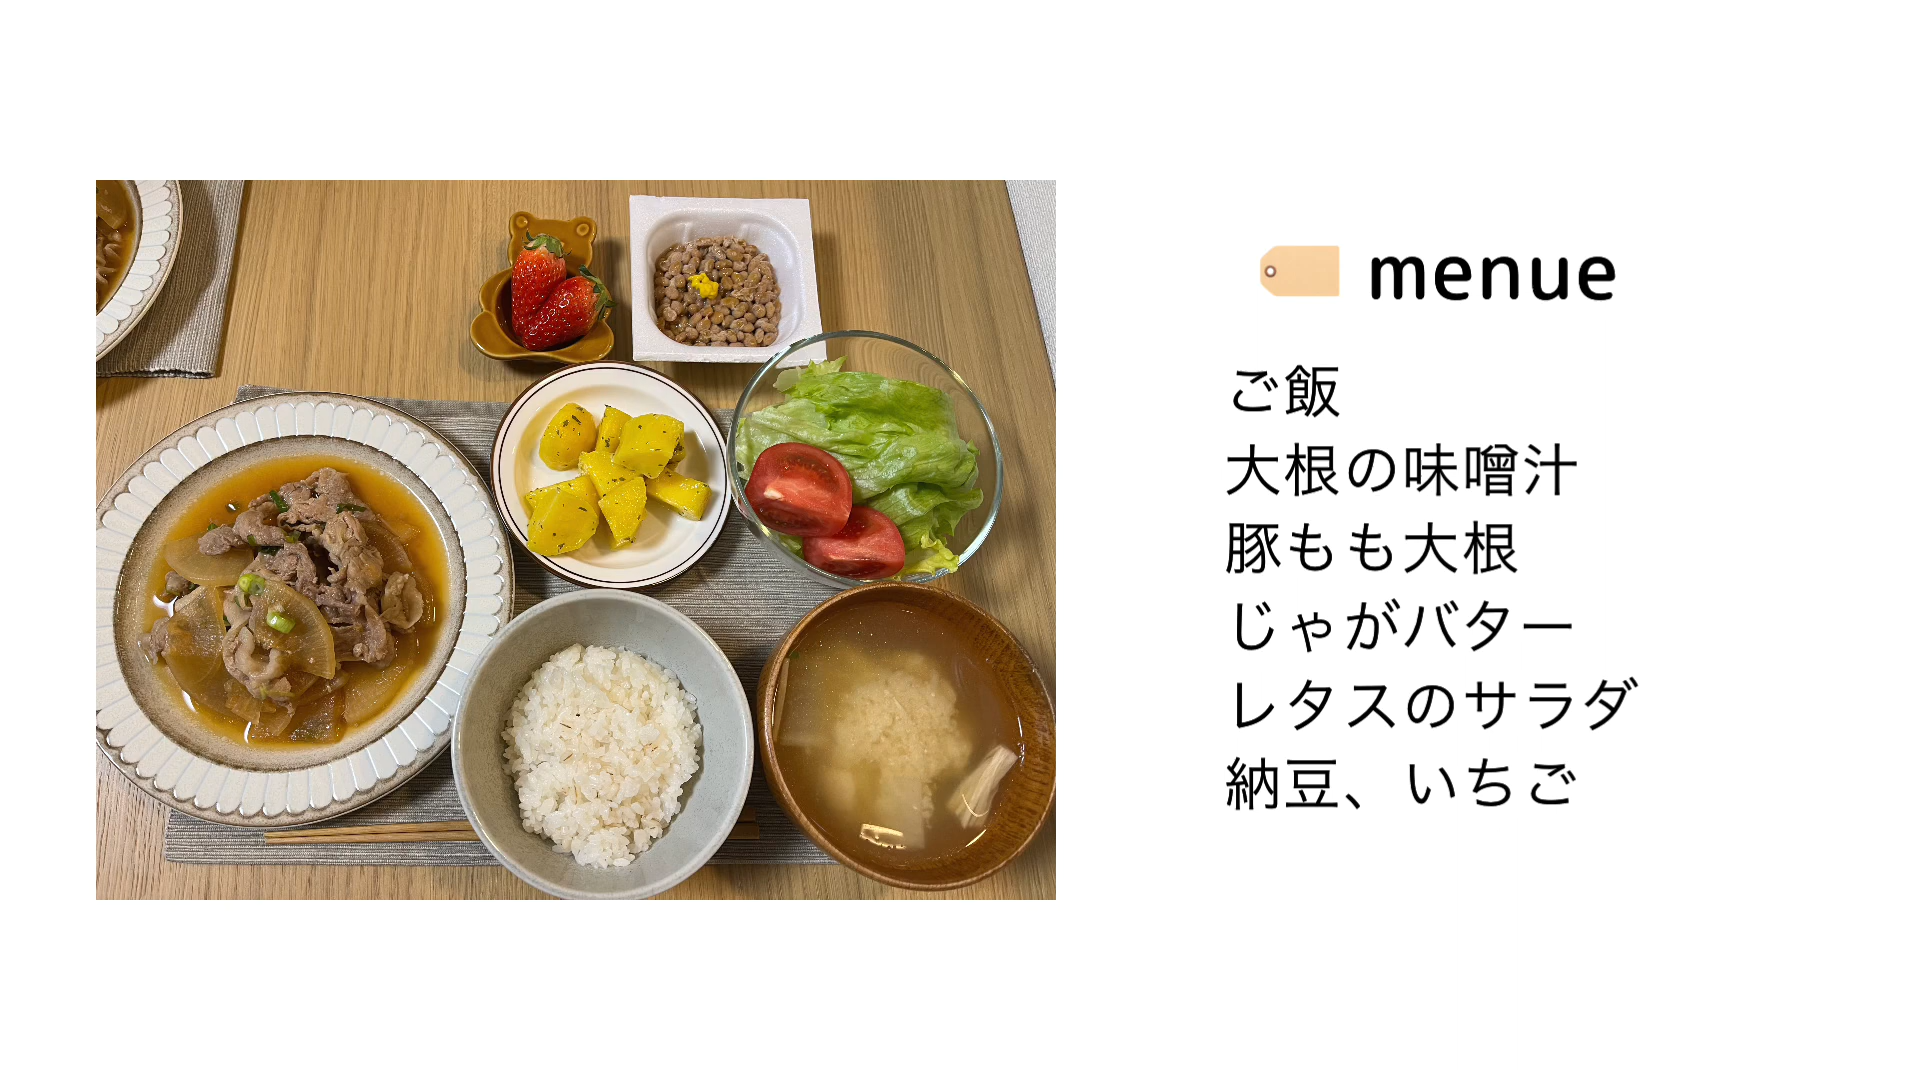 menue
ご飯
大根の味噌汁
豚もも大根
じゃがバター
レタスのサラダ
納豆、いちご